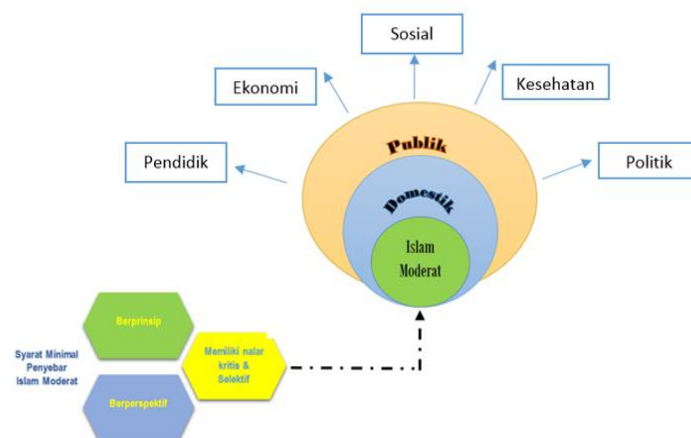 Sosial
Ekonomi
Kesehatan
Pendidik
Politik
Publik
Domestik
Islam
Moderat
Berprinsip
Syarat Minimal
Penyebar
Islam Moderat
Memiliki nalar
kritis &
Selektif
Berperspektif